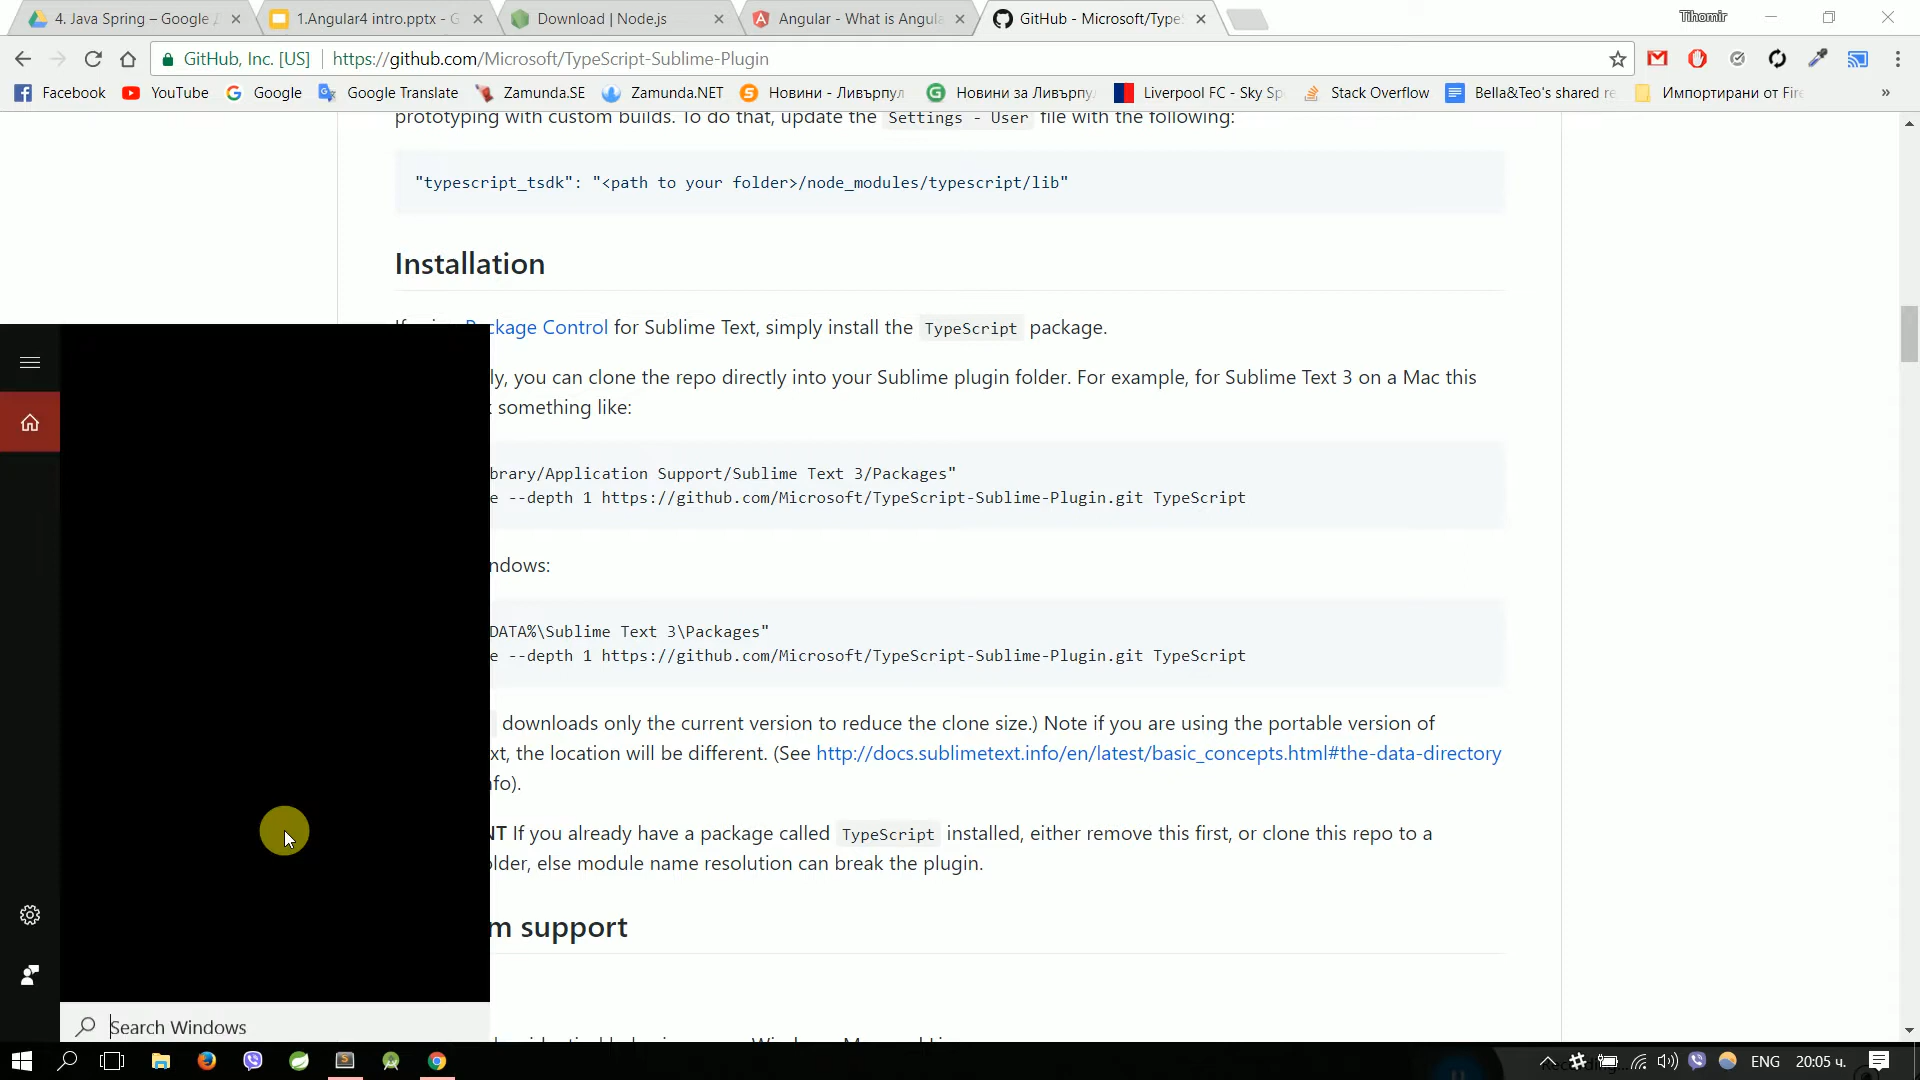 4. Java Spring – Google
1.Angular4 intro.pptx - G
Download | Node.js
Angular - What is Angula
GitHub - Microsoft/Type
Tihomir
GitHub, Inc. [US]
https://github.com/Microsoft/TypeScript-Sublime-Plugin
Facebook
YouTube
Google
Google Translate
Zamunda.SE
Zamunda.NET
Новини - Ливърпул
Новини за Ливърпу
Liverpool FC - Sky Sp
Stack Overflow
Bella&Teo's shared re
Импортирани от Fire
»
prototyping with custom builds. To do that, update the Settings - User file with the following:
"typescript_tsdk": "<path to your folder>/node_modules/typescript/lib"
Installation
Package Control for Sublime Text, simply install the TypeScript package.
ly, you can clone the repo directly into your Sublime plugin folder. For example, for Sublime Text 3 on a Mac this
something like:
brary/Application Support/Sublime Text 3/Packages"
e --depth 1 https://github.com/Microsoft/TypeScript-Sublime-Plugin.git TypeScript
ndows:
DATA%\Sublime Text 3\Packages"
e --depth 1 https://github.com/Microsoft/TypeScript-Sublime-Plugin.git TypeScript
downloads only the current version to reduce the clone size.) Note if you are using the portable version of
xt, the location will be different. (See http://docs.sublimetext.info/en/latest/basic_concepts.html#the-data-directory
nfo).
NT If you already have a package called TypeScript installed, either remove this first, or clone this repo to a
older, else module name resolution can break the plugin.
m support
Search Windows
ENG
20:05 ч.